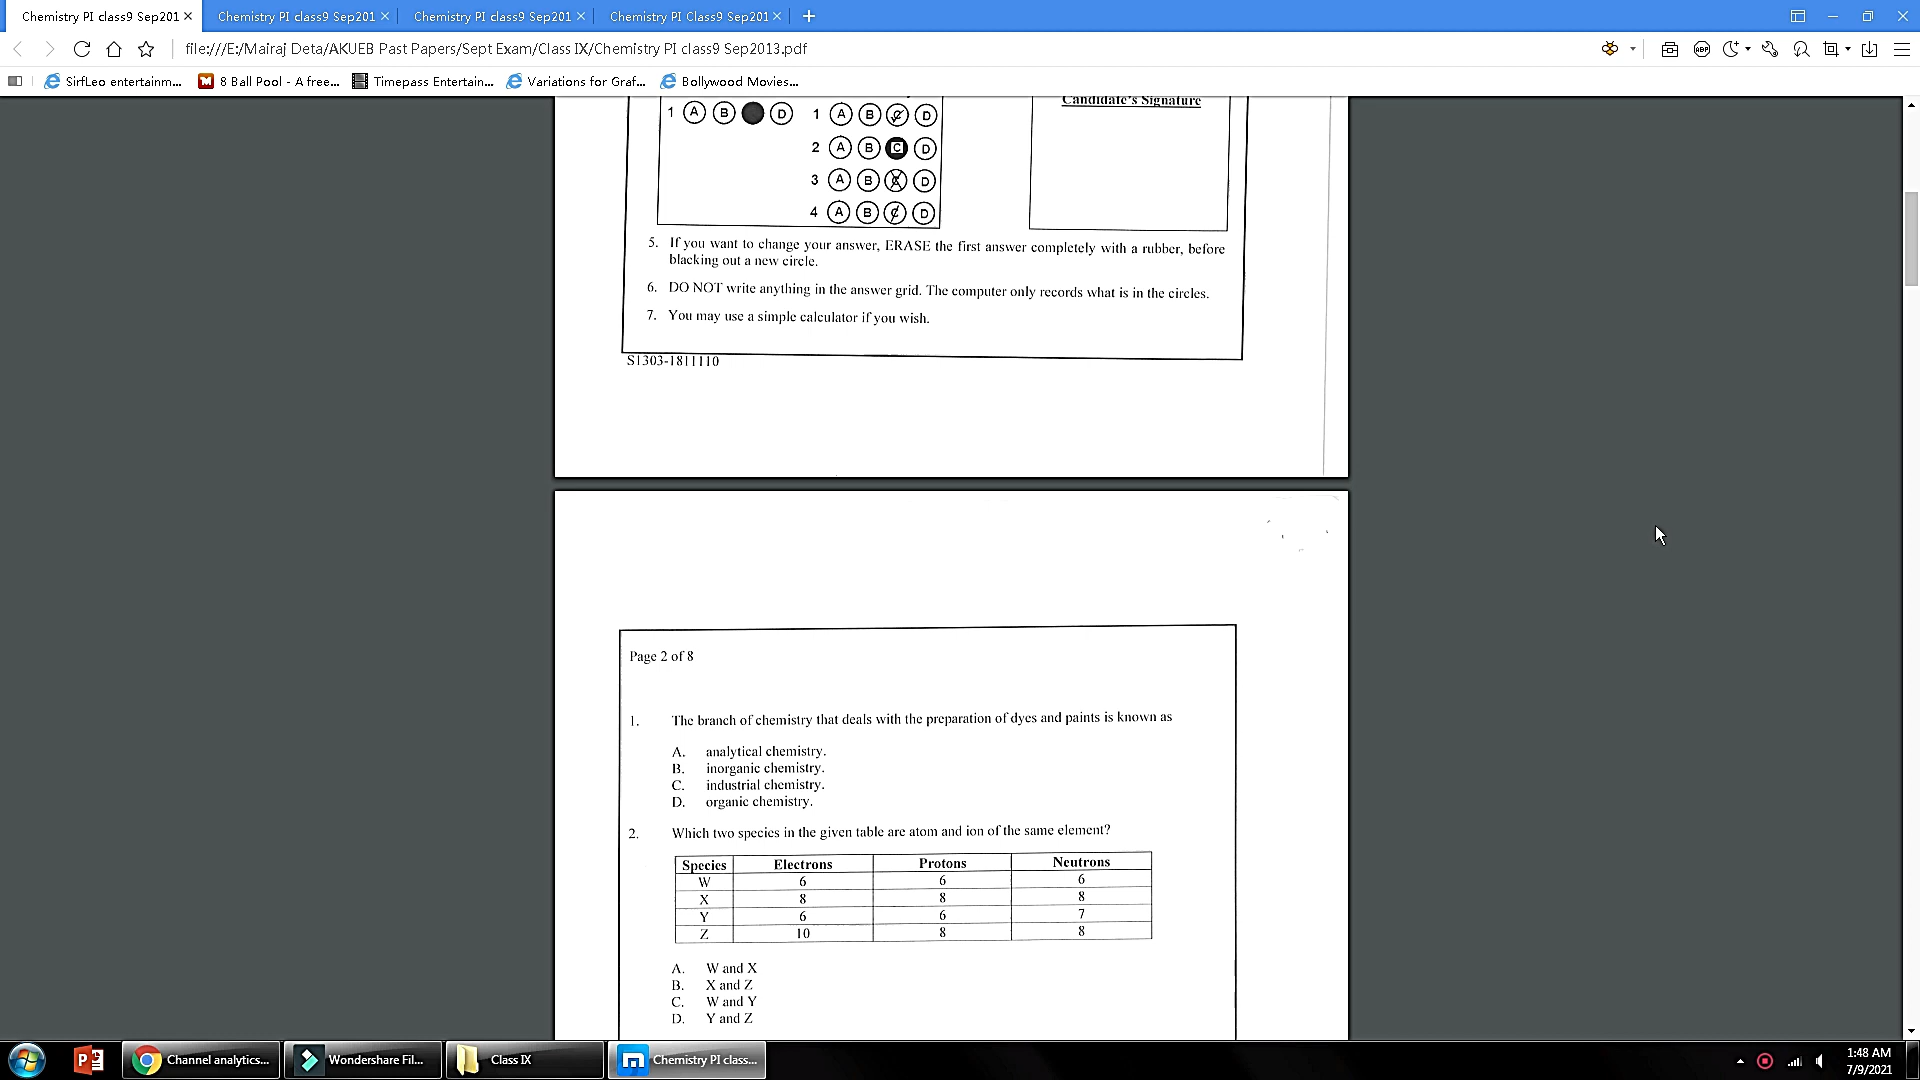 Chemistry PI class9 Sep201 Chemistry PI class9 Sep201 Chemistry PI class9 Sep201 Chemistry PI Class9 Sep201
file:///E:/Mairaj Deta/AKUEB Past Papers/Sept Exam/Class IX/Chemistry PI class9 Sep2013.pdf
SirfLeo entertainm... 8 Ball Pool - A free... Timepass Entertain... Variations for Graf... Bollywood Movies...
Candidate's Signature
1 A B D 1 A B C D
2 A B C D
3 A B C D
4 A B C D
5. If you want to change your answer, ERASE the first answer completely with a rubber, before
blacking out a new circle.
6. DO NOT write anything in the answer grid. The computer only records what is in the circles.
7. You may use a simple calculator if you wish.
S1303-1811110
Page 2 of 8
1. The branch of chemistry that deals with the preparation of dyes and paints is known as
A. analytical chemistry.
B. inorganic chemistry.
C. industrial chemistry.
D. organic chemistry.
2. Which two species in the given table are atom and ion of the same element?
Species Electrons Protons Neutrons
W 6 6 6
X 8 8 8
Y 6 6 7
Z 10 8 8
A. W and X
B. X and Z
C. W and Y
D. Y and Z
Channel analytics... Wondershare Fil... Class IX Chemistry PI class...
1:48 AM
7/9/2021